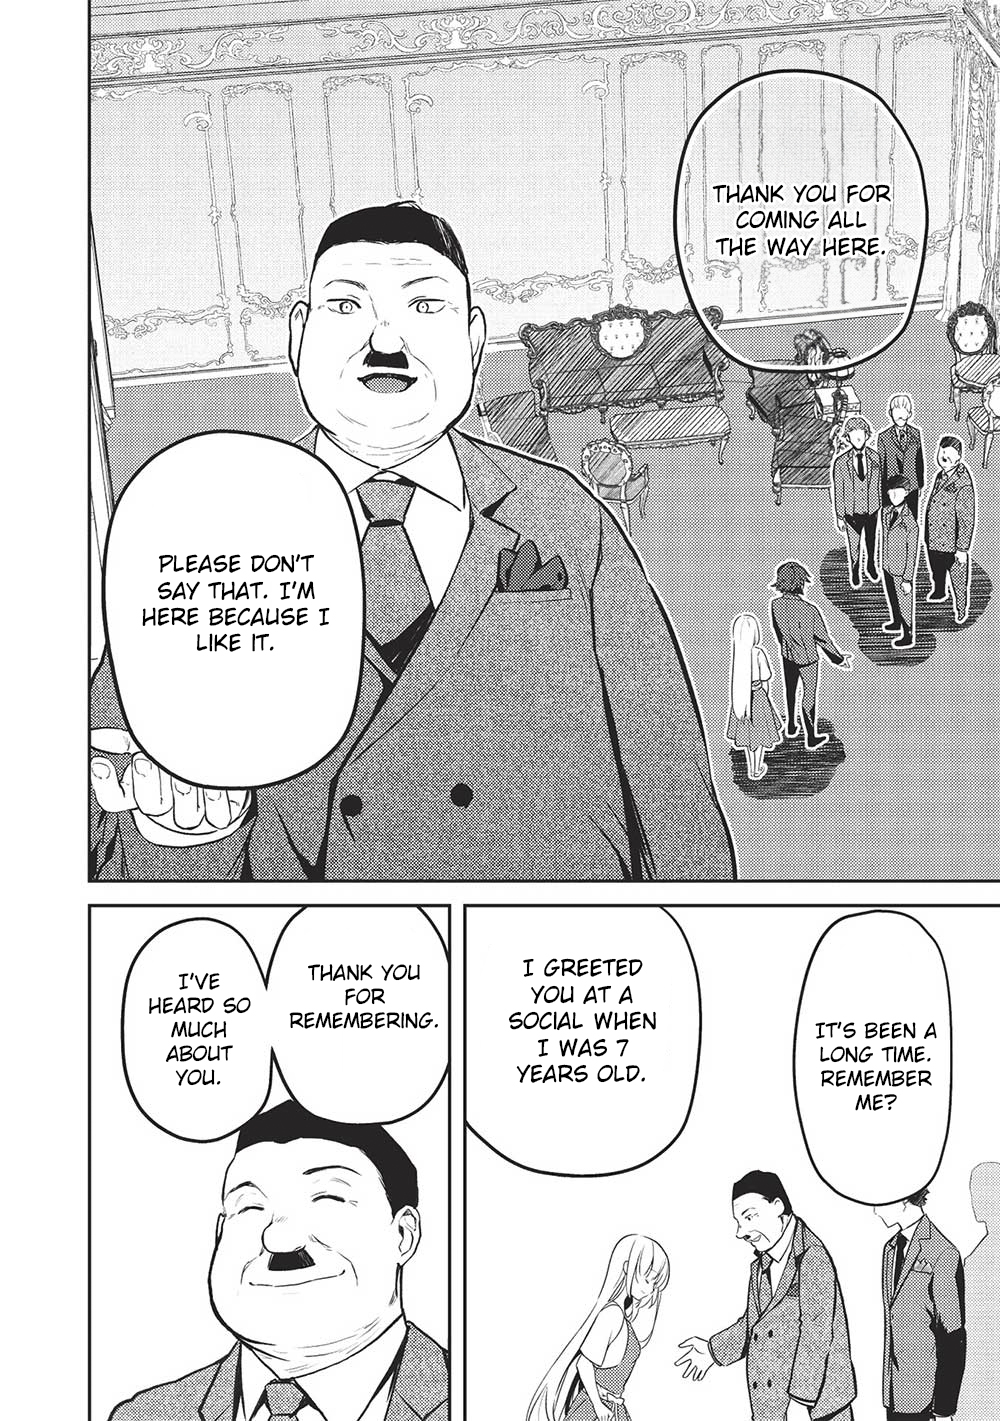 THANK YOU FOR
COMING ALL
THE WAY HERE.
PLEASE DON'T
SAY THAT. I'M
HERE BECAUSE I
LIKE IT.
IT'S BEEN A
LONG TIME.
REMEMBER
ME?
I GREETED
YOU AT A
SOCIAL WHEN
I WAS 7
YEARS OLD.
THANK YOU
FOR
REMEMBERING.
I'VE
HEARD SO
MUCH
ABOUT
YOU.